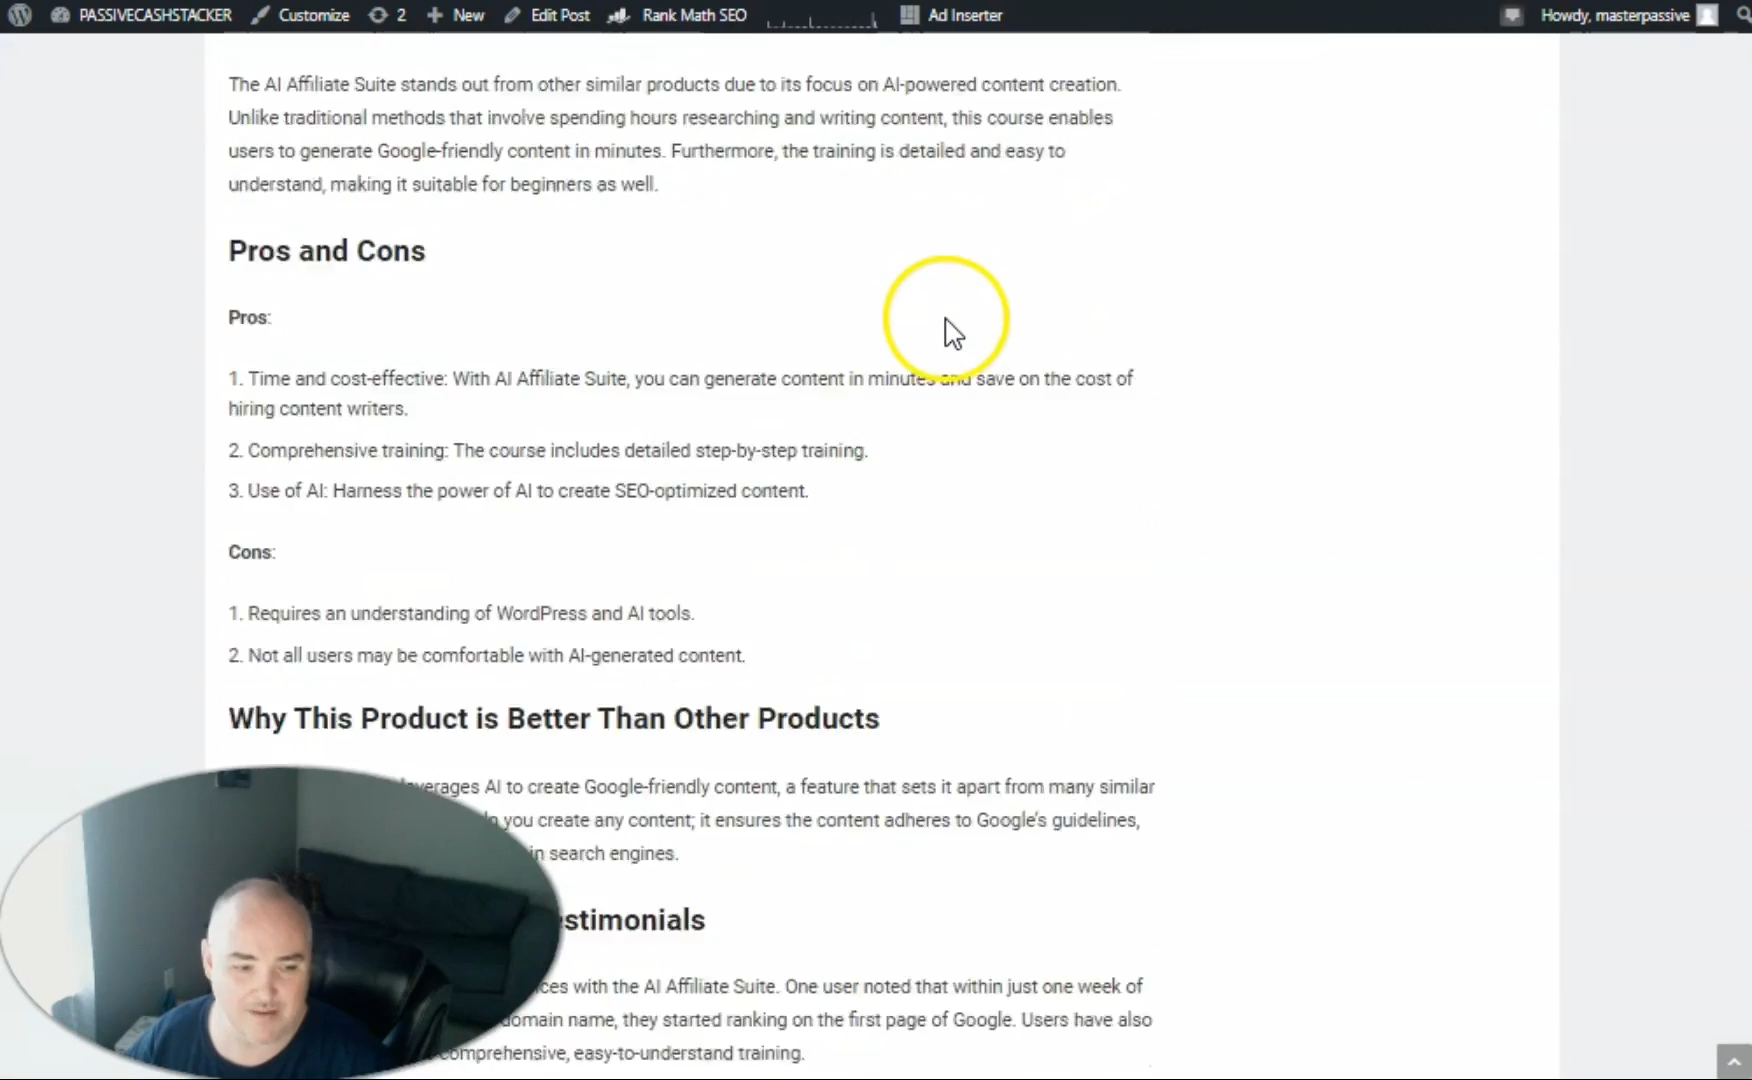 PASSIVECASHSTACKER Customize 2 New Edit Post Rank Math SEO Ad Inserter Howdy, masterpassive
The AI Affiliate Suite stands out from other similar products due to its focus on AI-powered content creation.
Unlike traditional methods that involve spending hours researching and writing content, this course enables
users to generate Google-friendly content in minutes. Furthermore, the training is detailed and easy to
understand, making it suitable for beginners as well.
Pros and Cons
Pros:
1. Time and cost-effective: With AI Affiliate Suite, you can generate content in minutes and save on the cost of
hiring content writers.
2. Comprehensive training: The course includes detailed step-by-step training.
3. Use of AI: Harness the power of AI to create SEO-optimized content.
Cons:
1. Requires an understanding of WordPress and AI tools.
2. Not all users may be comfortable with AI-generated content.
Why This Product is Better Than Other Products
AI to create Google-friendly content, a feature that sets it apart from many similar
you create any content; it ensures the content adheres to Google's guidelines,
in search engines.
estimonials
with the AI Affiliate Suite. One user noted that within just one week of
domain name, they started ranking on the first page of Google. Users have also
comprehensive, easy-to-understand training.